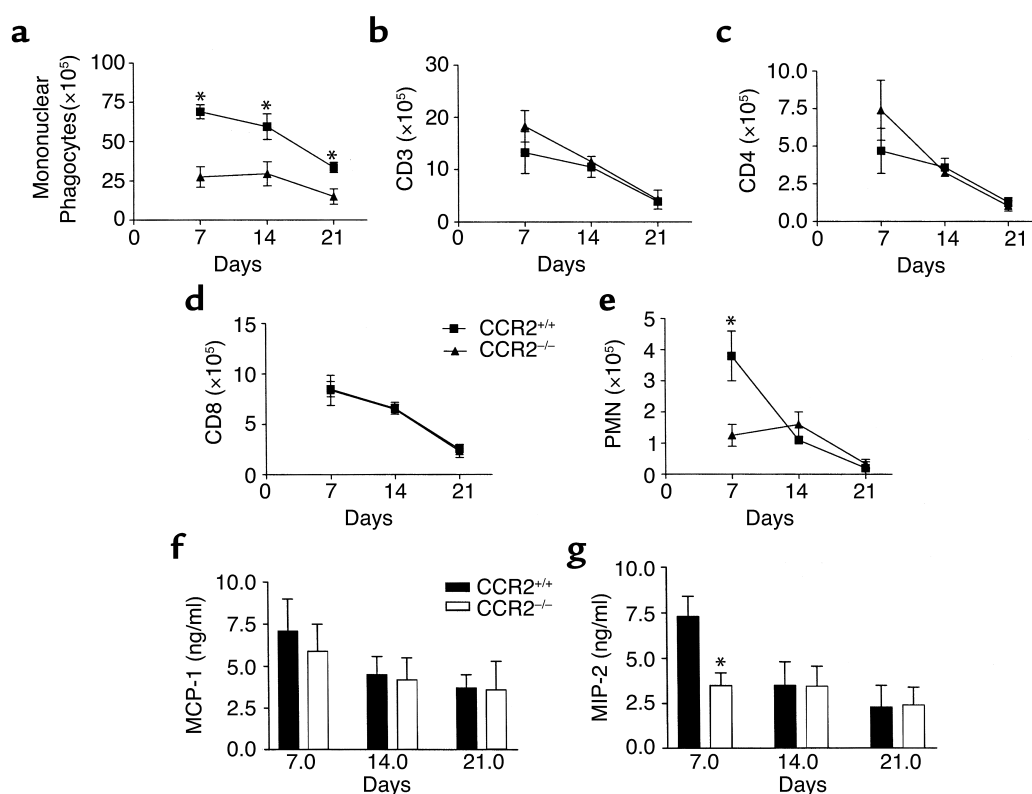 a
Mononuclear
Phagocytes(×10⁵)
100
75
50
25
0
* * *
0 7 14 21
Days
b
CD3 (×10⁵)
30
20
10
0
0 7 14 21
Days
c
CD4 (×10⁵)
10.0
7.5
5.0
2.5
0.0
0 7 14 21
Days
d
CD8 (×10⁵)
15
10
5
0
0 7 14 21
Days
CCR2+/+
CCR2–/–
e
PMN (×10⁵)
5
4
3
2
1
0
*
0 7 14 21
Days
f
MCP-1 (ng/ml)
10.0
7.5
5.0
2.5
0.0
7.0 14.0 21.0
Days
CCR2+/+
CCR2–/–
g
MIP-2 (ng/ml)
10.0
7.5
5.0
2.5
0.0
*
7.0 14.0 21.0
Days